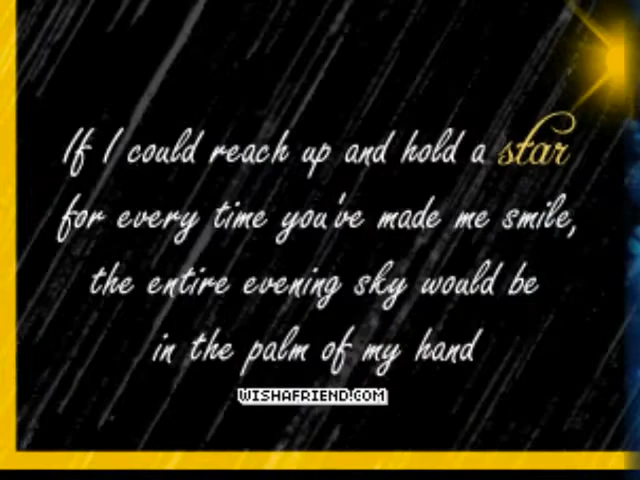 If I could reach up and hold a star
for every time you've made me smile,
the entire evening sky would be
in the palm of my hand
WISHAFRIEND.COM